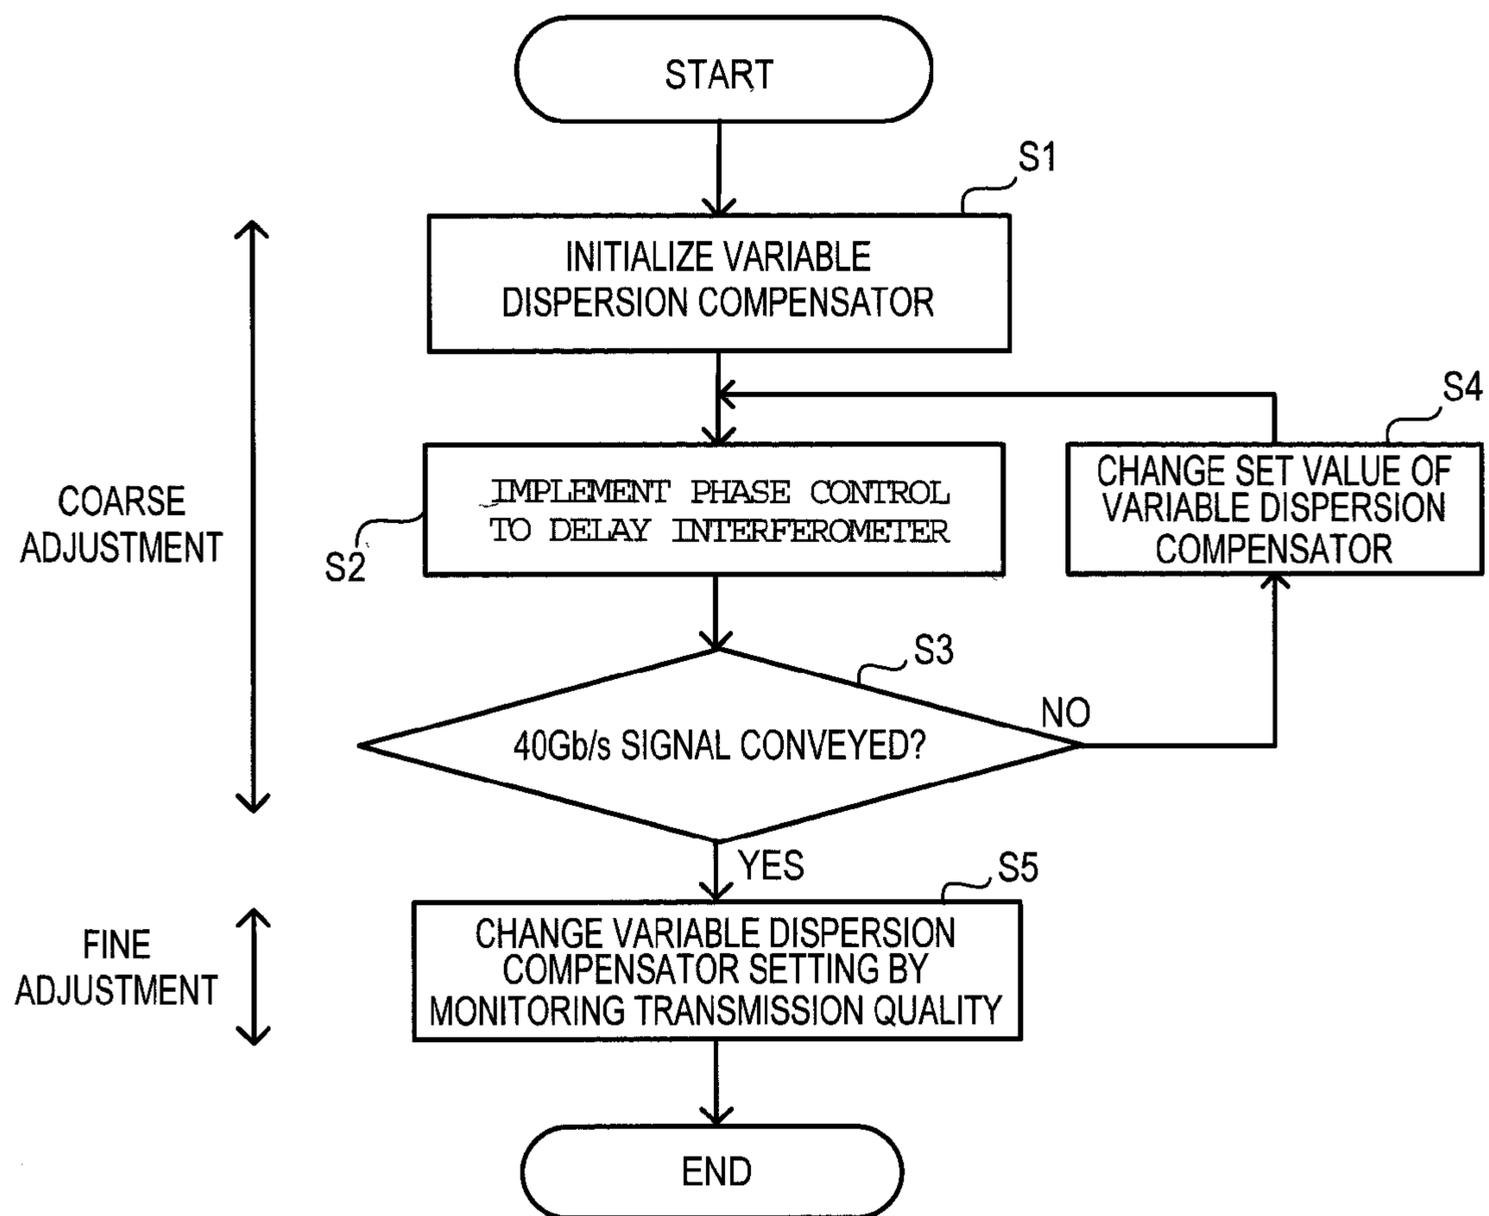 START
S1
INITIALIZE VARIABLE
DISPERSION COMPENSATOR
S4
CHANGE SET VALUE OF
VARIABLE DISPERSION
COMPENSATOR
COARSE
ADJUSTMENT
IMPLEMENT PHASE CONTROL
TO DELAY INTERFEROMETER
S2
S3
40Gb/s SIGNAL CONVEYED?
NO
YES
S5
FINE
ADJUSTMENT
CHANGE VARIABLE DISPERSION
COMPENSATOR SETTING BY
MONITORING TRANSMISSION QUALITY
END